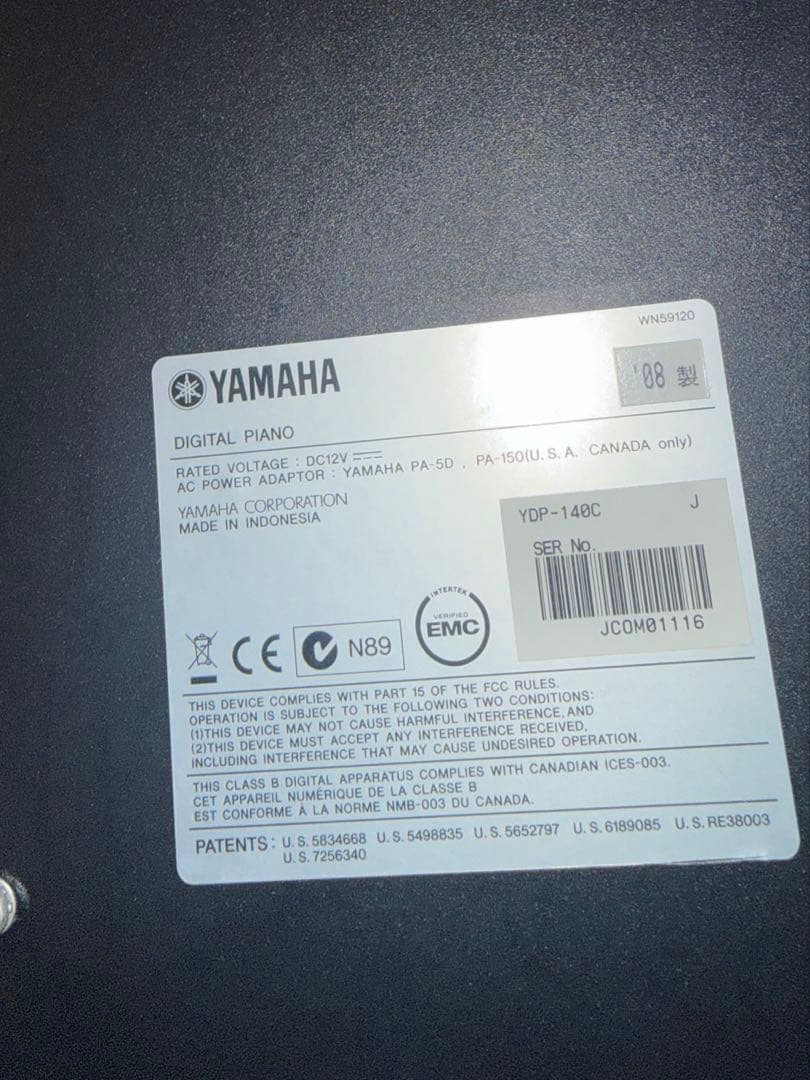 WN59120
YAMAHA
'08 製
DIGITAL PIANO
RATED VOLTAGE : DC12V
AC POWER ADAPTOR : YAMAHA PA-5D , PA-150(U. S. A. CANADA only)
YAMAHA CORPORATION
MADE IN INDONESIA
YDP-140C J
SER No.
JCOM01116
CE
N89
INTERTEK
VERIFIED
EMC
THIS DEVICE COMPLIES WITH PART 15 OF THE FCC RULES.
OPERATION IS SUBJECT TO THE FOLLOWING TWO CONDITIONS:
(1)THIS DEVICE MAY NOT CAUSE HARMFUL INTERFERENCE,AND
(2)THIS DEVICE MUST ACCEPT ANY INTERFERENCE RECEIVED,
INCLUDING INTERFERENCE THAT MAY CAUSE UNDESIRED OPERATION.
THIS CLASS B DIGITAL APPARATUS COMPLIES WITH CANADIAN ICES-003.
CET APPAREIL NUMÉRIQUE DE LA CLASSE B
EST CONFORME À LA NORME NMB-003 DU CANADA.
PATENTS : U. S. 5834668 U. S. 5498835 U. S. 5652797 U. S. 6189085 U. S. RE38003
U. S. 7256340